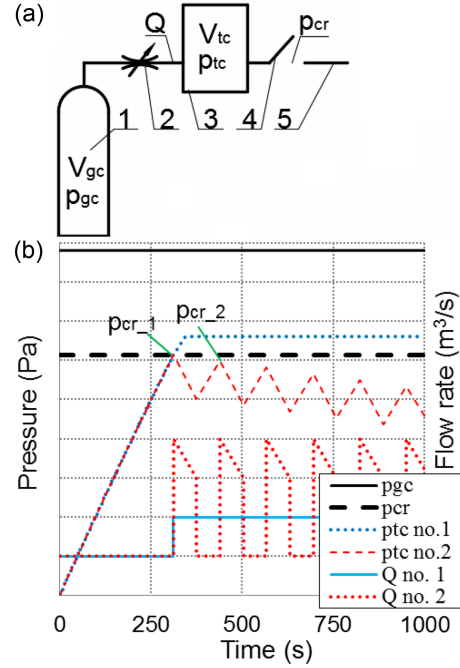 (a)
Q
Vtc
ptc
pcr
1
2
3
4
5
Vgc
pgc
(b)
pcr_1
pcr_2
Pressure (Pa)
Flow rate (m³/s)
pgc
pcr
ptc no.1
ptc no.2
Q no. 1
Q no. 2
0
250
500
750
1000
Time (s)